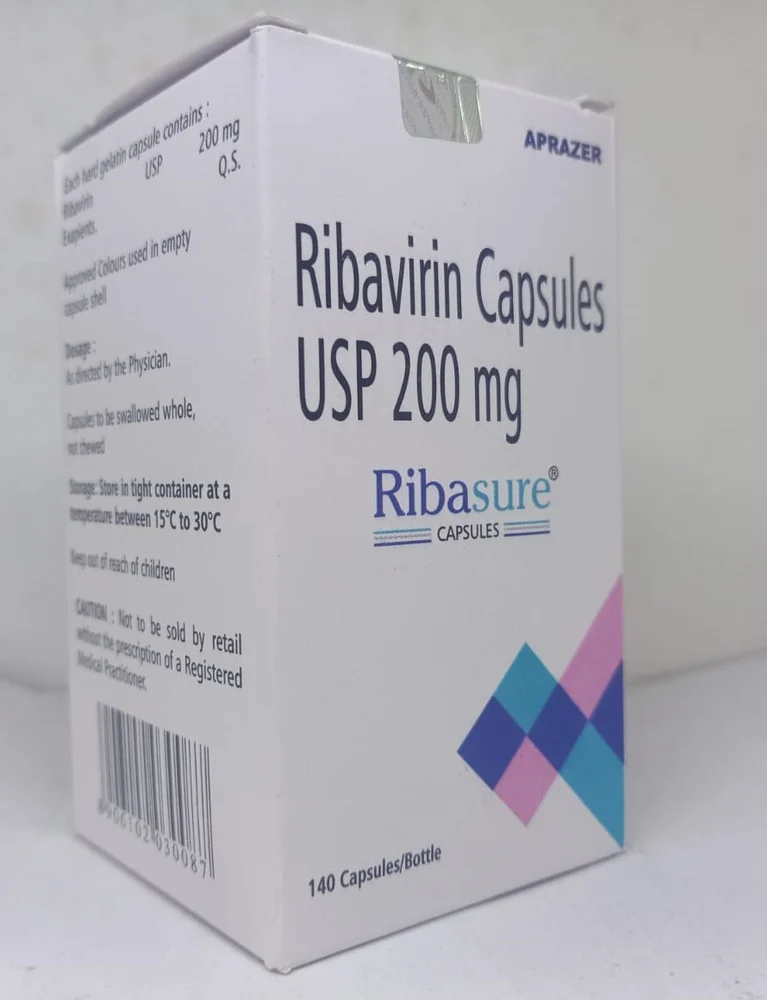 Each hard gelatin capsule contains :
Ribavirin USP 200 mg
Exepients. Q.S.
Approved Colours used in empty
capsule shell
Dosage :
As directed by the Physician.
Capsules to be swallowed whole,
not chewed
Storage: Store in tight container at a
temperature between 15°C to 30°C
Keep out of reach of children
CAUTION : Not to be sold by retail
without the prescription of a Registered
Medical Practitioner.
8906102030087
APRAZER
Ribavirin Capsules
USP 200 mg
Ribasure®
CAPSULES
140 Capsules/Bottle